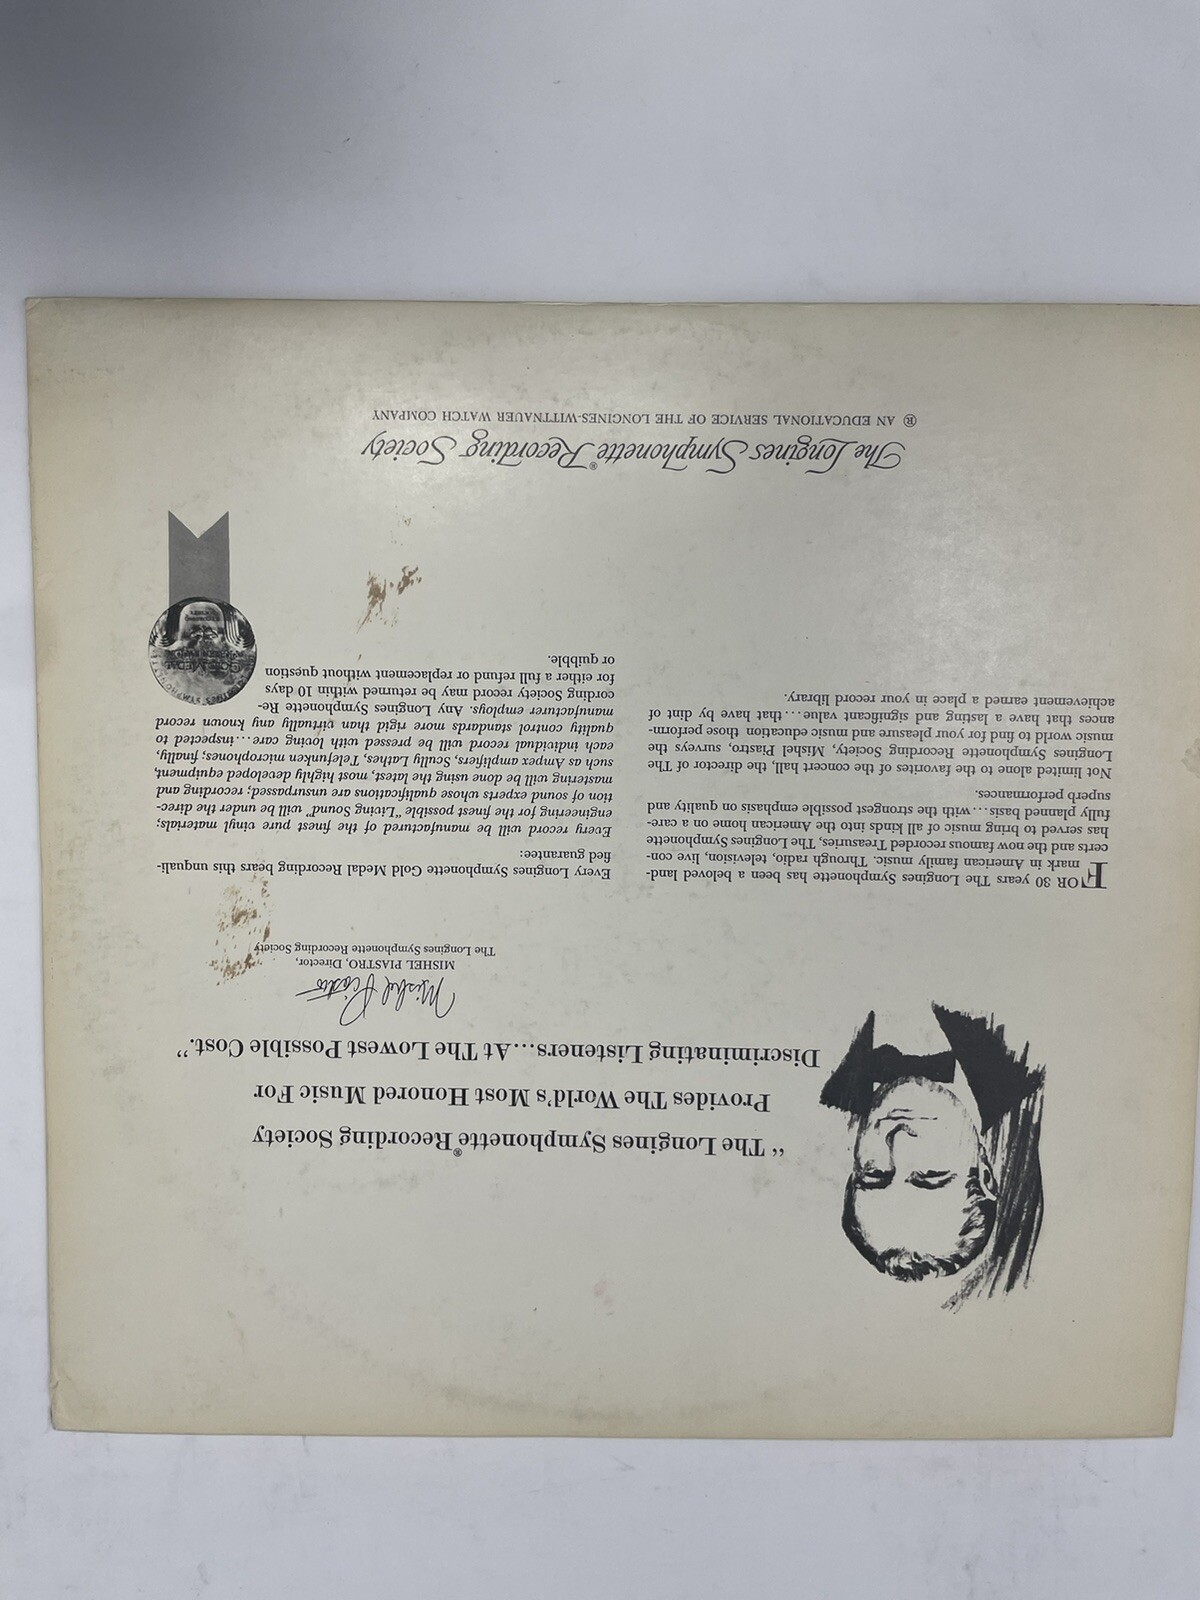 “The Longines Symphonette® Recording Society
Provides The World’s Most Honored Music For
Discriminating Listeners...At The Lowest Possible Cost.”
Mishel Piastro
MISHEL PIASTRO, Director,
The Longines Symphonette Recording Society
FOR 30 years The Longines Symphonette has been a beloved land-
mark in American family music. Through radio, television, live con-
certs and the now famous recorded Treasuries, The Longines Symphonette
has served to bring music of all kinds into the American home on a care-
fully planned basis...with the strongest possible emphasis on quality and
superb performances.
Not limited alone to the favorites of the concert hall, the director of The
Longines Symphonette Recording Society, Mishel Piastro, surveys the
music world to find for your pleasure and music education those perform-
ances that have a lasting and significant value...that have by dint of
achievement earned a place in your record library.
Every Longines Symphonette Gold Medal Recording bears this unquali-
fied guarantee:
Every record will be manufactured of the finest pure vinyl materials;
engineering for the finest possible “Living Sound” will be under the direc-
tion of sound experts whose qualifications are unsurpassed; recording and
mastering will be done using the latest, most highly developed equipment,
such as Ampex amplifiers, Scully Lathes, Telefunken microphones; finally,
each individual record will be pressed with loving care...inspected to
quality control standards more rigid than virtually any known record
manufacturer employs. Any Longines Symphonette Re-
cording Society record may be returned within 10 days
for either a full refund or replacement without question
or quibble.
GOLD MEDAL
The Longines Symphonette® Recording Society
® AN EDUCATIONAL SERVICE OF THE LONGINES-WITTNAUER WATCH COMPANY